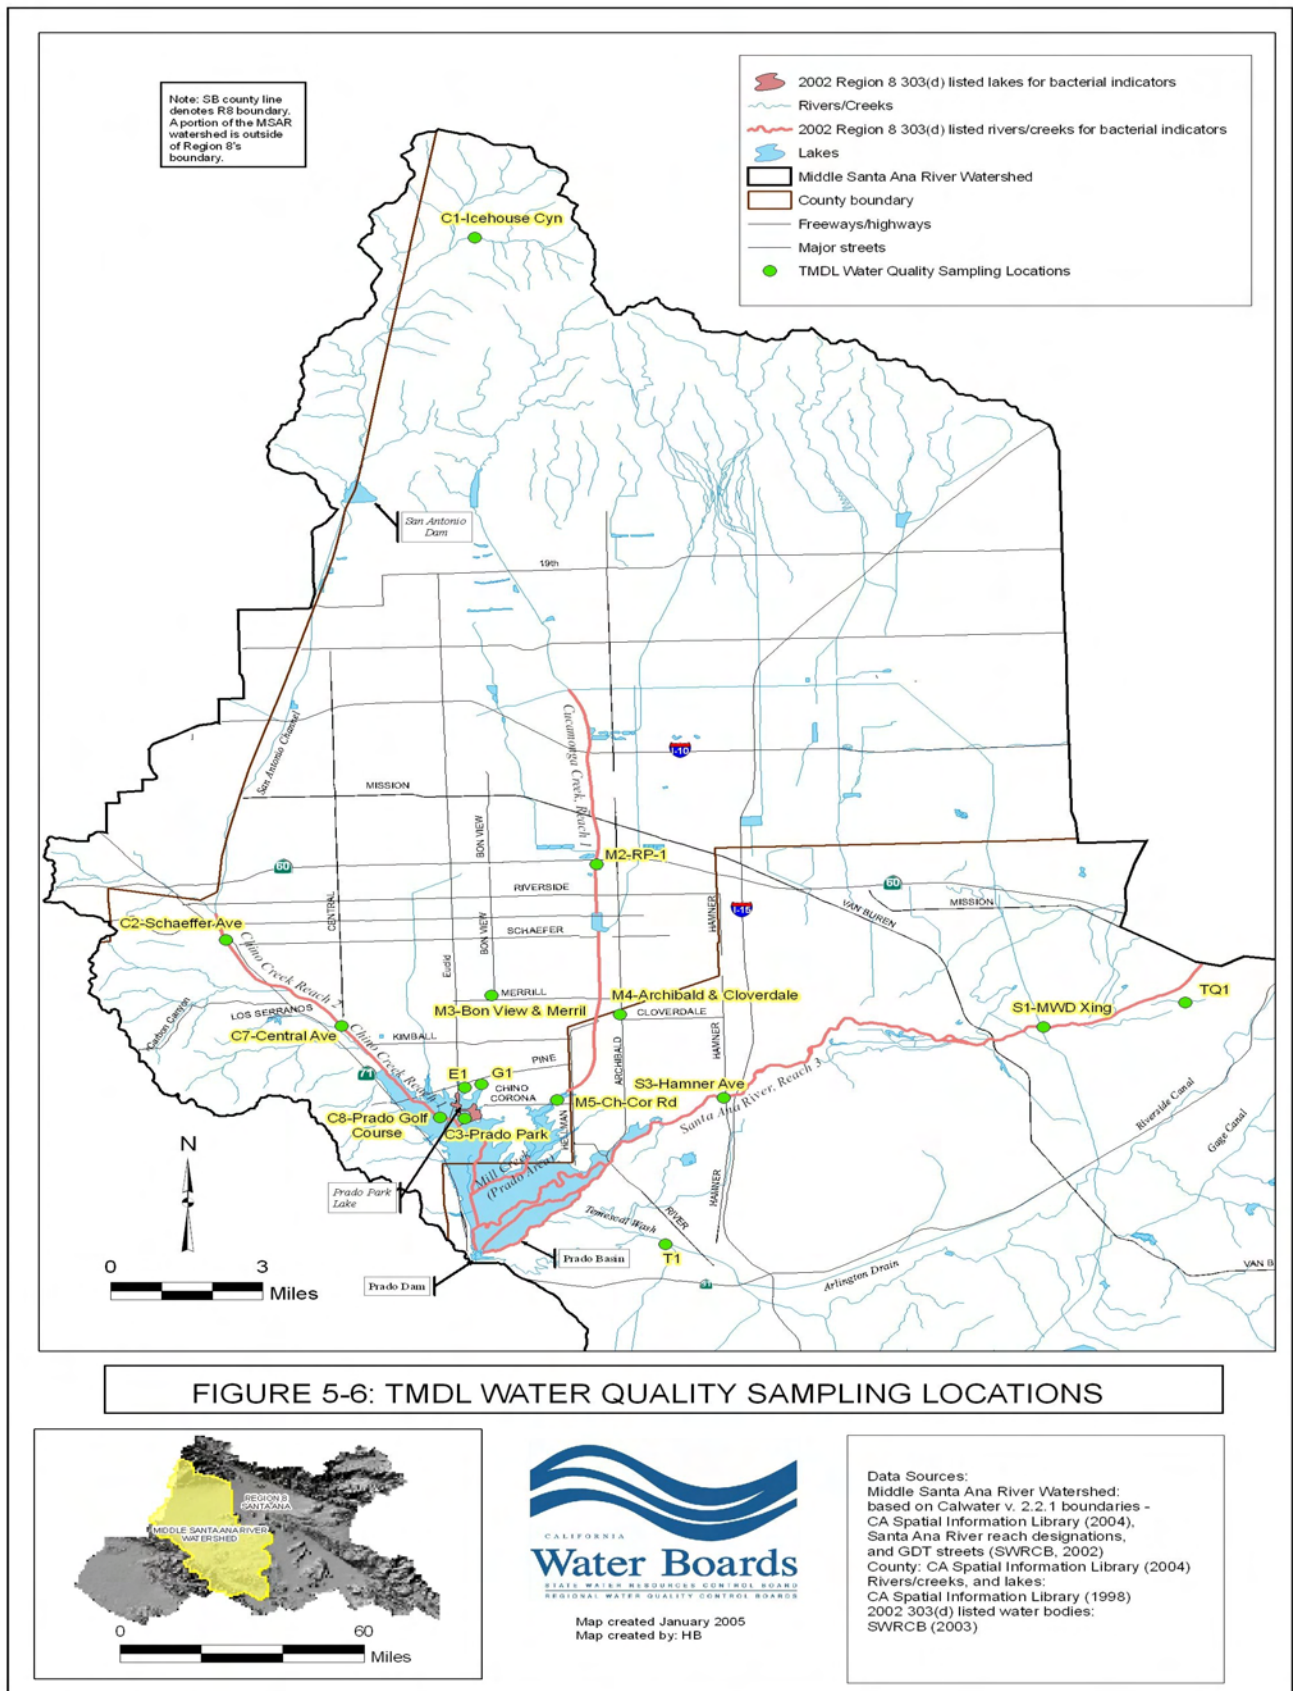 Note: SB county line
denotes R8 boundary.
A portion of the MSAR
watershed is outside
of Region 8's
boundary.
2002 Region 8 303(d) listed lakes for bacterial indicators
Rivers/Creeks
2002 Region 8 303(d) listed rivers/creeks for bacterial indicators
Lakes
Middle Santa Ana River Watershed
County boundary
Freeways/highways
Major streets
TMDL Water Quality Sampling Locations
C1-Icehouse Cyn
San Antonio
Dam
19th
San Antonio Channel
Cucamonga Creek, Reach 1
I-10
MISSION
BON VIEW
M2-RP-1
60
RIVERSIDE
60
CENTRAL
MISSION
VAN BUREN
HAMNER
I-15
C2-Schaeffer Ave
SCHAEFER
BON VIEW
Euclid
Chino Creek Reach 2
MERRILL
M4-Archibald & Cloverdale
TQ1
M3-Bon View & Merril
CLOVERDALE
S1-MWD Xing
LOS SERRANOS
Carbon Canyon
C7-Central Ave
KIMBALL
Chino Creek Reach 1
HAMNER
ARCHIBALD
PINE
71
E1
G1
CHINO
CORONA
S3-Hamner Ave
Santa Ana River, Reach 3
M5-Ch-Cor Rd
C8-Prado Golf
Course
C3-Prado Park
HELLMAN
Riverside Canal
Gage Canal
N
Mill Creek
(Prado Area)
Prado Park
Lake
HAMNER
RIVER
Temescal Wash
T1
Prado Basin
Prado Dam
Arlington Drain
91
VAN B
0 3
Miles
FIGURE 5-6: TMDL WATER QUALITY SAMPLING LOCATIONS
REGION 8
SANTA ANA
MIDDLE SANTA ANA RIVER
WATERSHED
0 60
Miles
CALIFORNIA
Water Boards
STATE WATER RESOURCES CONTROL BOARD
REGIONAL WATER QUALITY CONTROL BOARDS
Map created January 2005
Map created by: HB
Data Sources:
Middle Santa Ana River Watershed:
based on Calwater v. 2.2.1 boundaries -
CA Spatial Information Library (2004),
Santa Ana River reach designations,
and GDT streets (SWRCB, 2002)
County: CA Spatial Information Library (2004)
Rivers/creeks, and lakes:
CA Spatial Information Library (1998)
2002 303(d) listed water bodies:
SWRCB (2003)